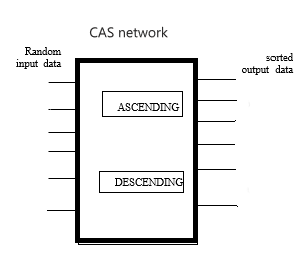 CAS network
Random
input data
sorted
output data
ASCENDING
DESCENDING